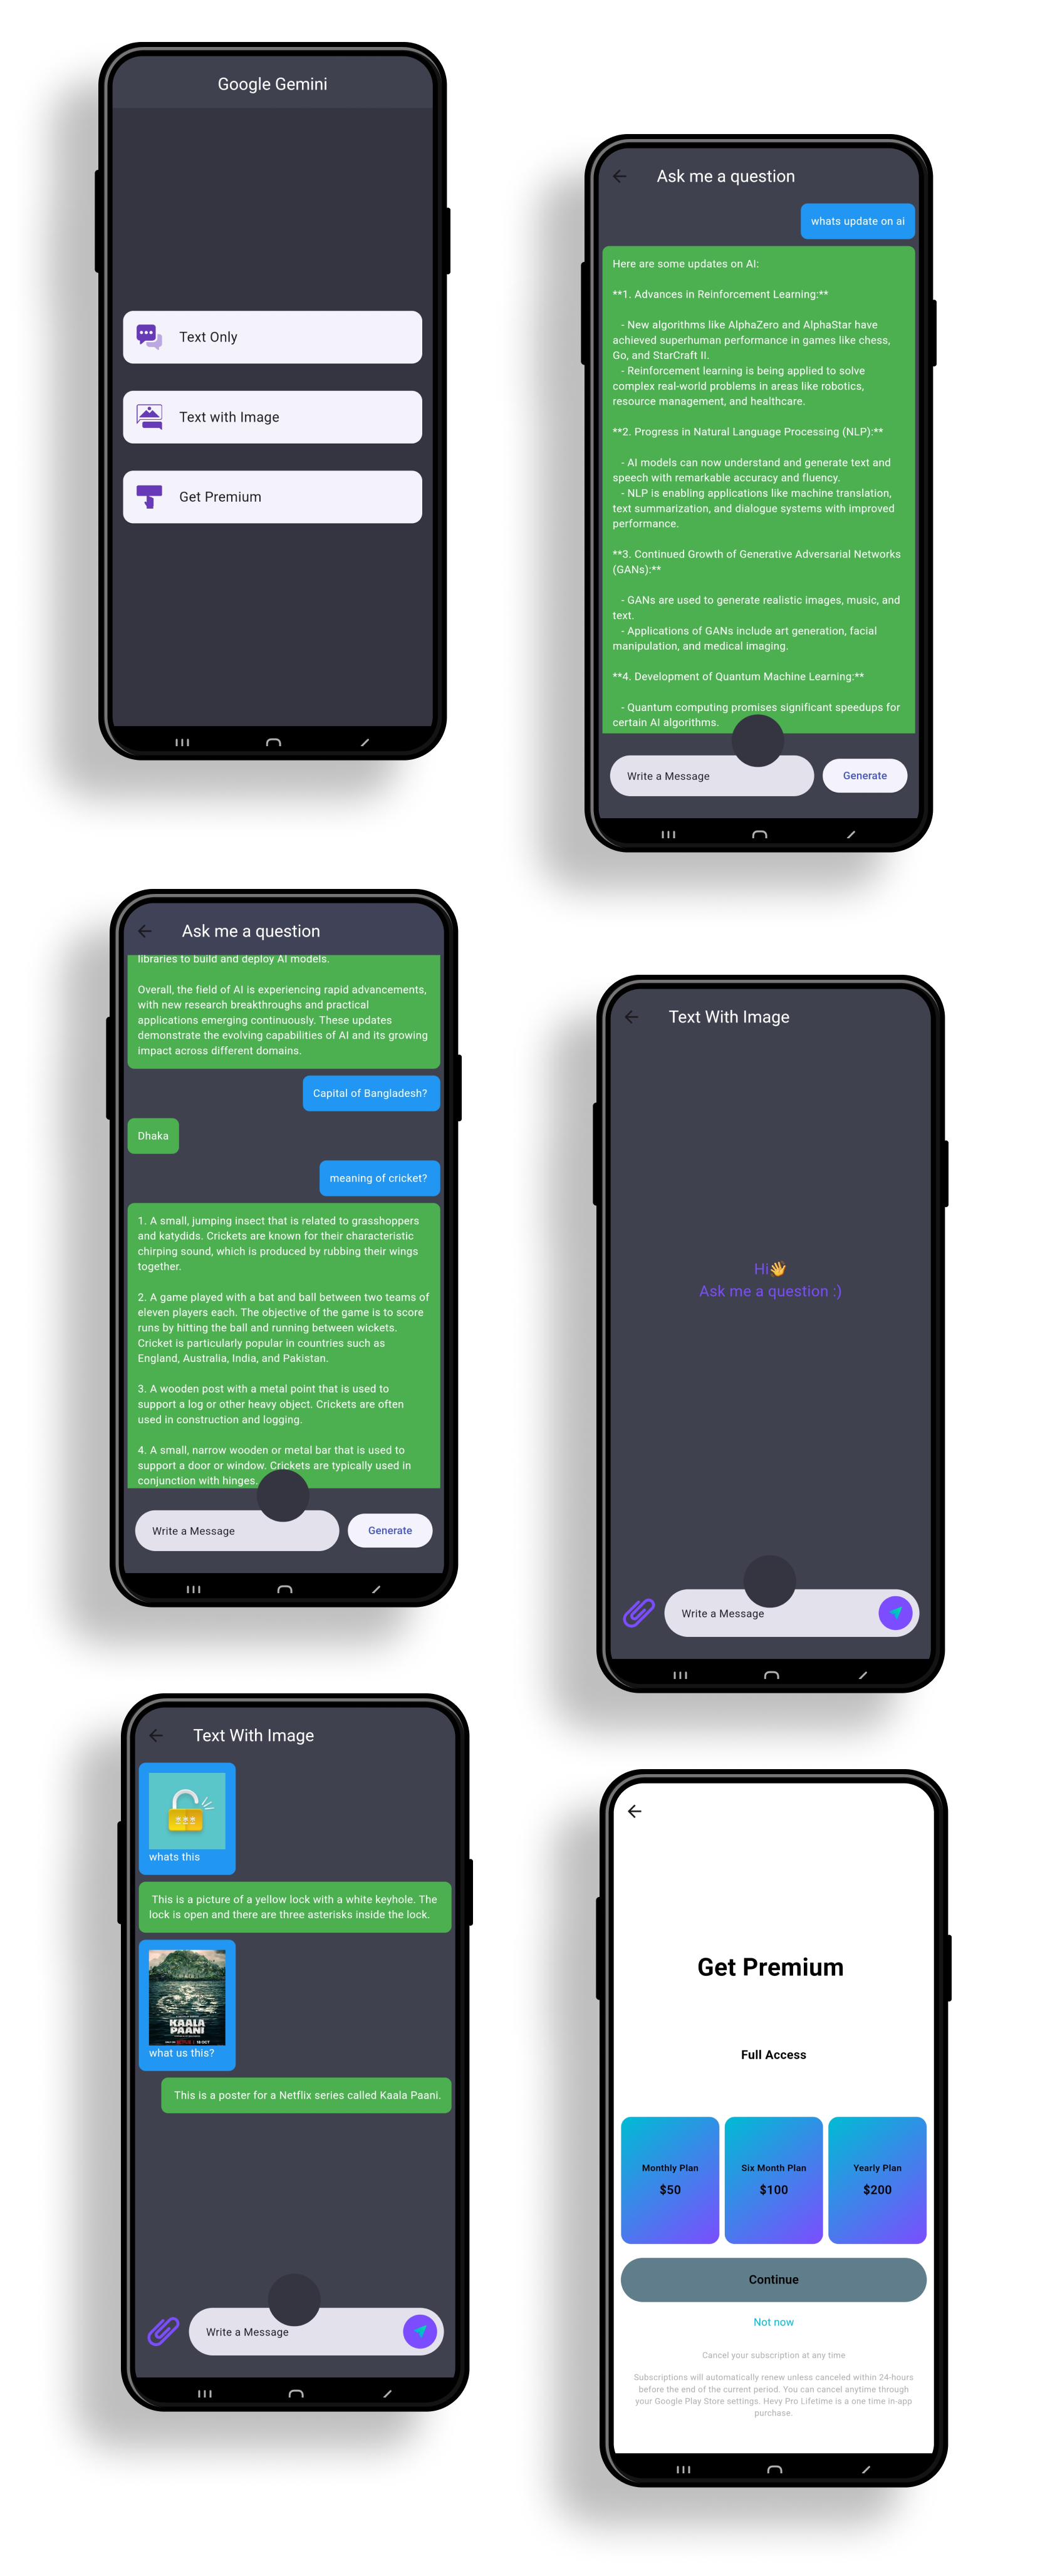 Google Gemini
Text Only
Text with Image
Get Premium
Ask me a question
whats update on ai
Here are some updates on AI:
**1. Advances in Reinforcement Learning:**
- New algorithms like AlphaZero and AlphaStar have
achieved superhuman performance in games like chess,
Go, and StarCraft II.
- Reinforcement learning is being applied to solve
complex real-world problems in areas like robotics,
resource management, and healthcare.
**2. Progress in Natural Language Processing (NLP):**
- AI models can now understand and generate text and
speech with remarkable accuracy and fluency.
- NLP is enabling applications like machine translation,
text summarization, and dialogue systems with improved
performance.
**3. Continued Growth of Generative Adversarial Networks
(GANs):**
- GANs are used to generate realistic images, music, and
text.
- Applications of GANs include art generation, facial
manipulation, and medical imaging.
**4. Development of Quantum Machine Learning:**
- Quantum computing promises significant speedups for
certain AI algorithms.
Write a Message
Generate
Ask me a question
libraries to build and deploy AI models.
Overall, the field of AI is experiencing rapid advancements,
with new research breakthroughs and practical
applications emerging continuously. These updates
demonstrate the evolving capabilities of AI and its growing
impact across different domains.
Capital of Bangladesh?
Dhaka
meaning of cricket?
1. A small, jumping insect that is related to grasshoppers
and katydids. Crickets are known for their characteristic
chirping sound, which is produced by rubbing their wings
together.
2. A game played with a bat and ball between two teams of
eleven players each. The objective of the game is to score
runs by hitting the ball and running between wickets.
Cricket is particularly popular in countries such as
England, Australia, India, and Pakistan.
3. A wooden post with a metal point that is used to
support a log or other heavy object. Crickets are often
used in construction and logging.
4. A small, narrow wooden or metal bar that is used to
support a door or window. Crickets are typically used in
conjunction with hinges.
Write a Message
Generate
Text With Image
Hi👋
Ask me a question :)
Write a Message
Text With Image
***
whats this
This is a picture of a yellow lock with a white keyhole. The
lock is open and there are three asterisks inside the lock.
KAALA
PAANI
NETFLIX 18 OCT
what us this?
This is a poster for a Netflix series called Kaala Paani.
Write a Message
Get Premium
Full Access
Monthly Plan
$50
Six Month Plan
$100
Yearly Plan
$200
Continue
Not now
Cancel your subscription at any time
Subscriptions will automatically renew unless canceled within 24-hours
before the end of the current period. You can cancel anytime through
your Google Play Store settings. Hevy Pro Lifetime is a one time in-app
purchase.